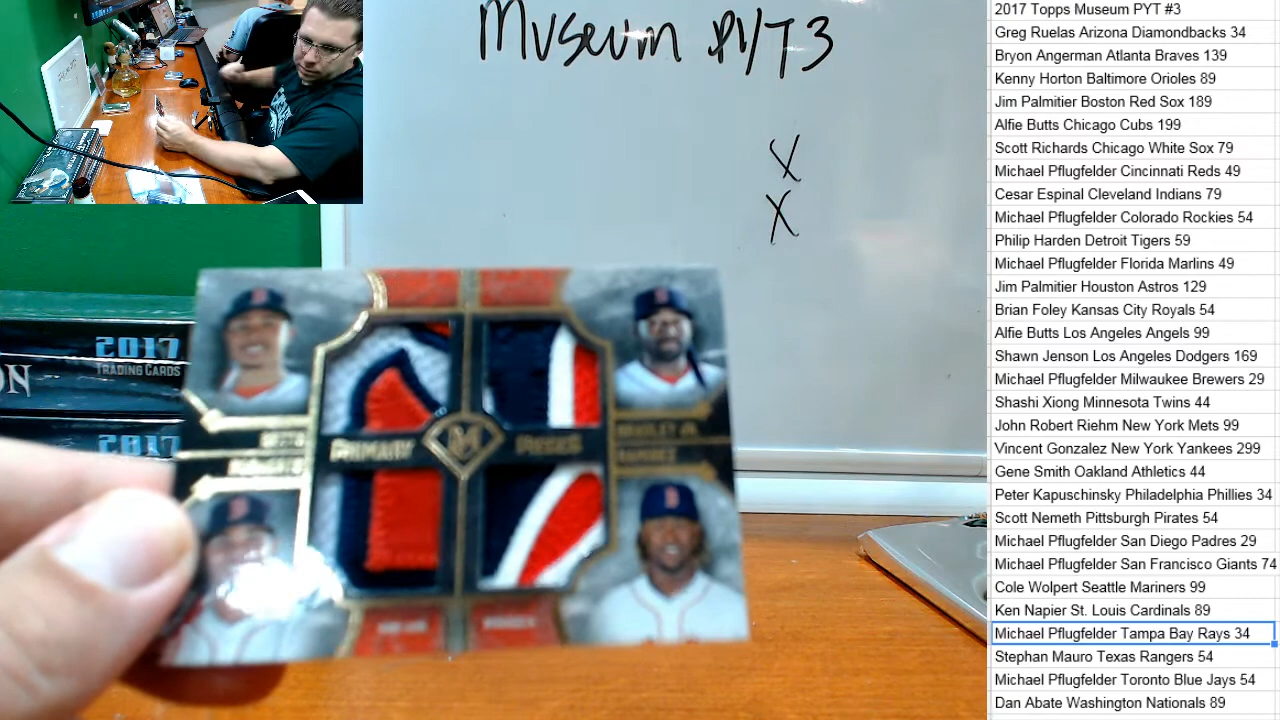 Museum PYT 3
X
X
2017
TRADING CARDS
ON
2017
BRADLEY JR.
RAMIREZ
PRIMARY
PIECES
M
2017 Topps Museum PYT #3
Greg Ruelas Arizona Diamondbacks 34
Bryon Angerman Atlanta Braves 139
Kenny Horton Baltimore Orioles 89
Jim Palmitier Boston Red Sox 189
Alfie Butts Chicago Cubs 199
Scott Richards Chicago White Sox 79
Michael Pflugfelder Cincinnati Reds 49
Cesar Espinal Cleveland Indians 79
Michael Pflugfelder Colorado Rockies 54
Philip Harden Detroit Tigers 59
Michael Pflugfelder Florida Marlins 49
Jim Palmitier Houston Astros 129
Brian Foley Kansas City Royals 54
Alfie Butts Los Angeles Angels 99
Shawn Jenson Los Angeles Dodgers 169
Michael Pflugfelder Milwaukee Brewers 29
Shashi Xiong Minnesota Twins 44
John Robert Riehm New York Mets 99
Vincent Gonzalez New York Yankees 299
Gene Smith Oakland Athletics 44
Peter Kapuschinsky Philadelphia Phillies 34
Scott Nemeth Pittsburgh Pirates 54
Michael Pflugfelder San Diego Padres 29
Michael Pflugfelder San Francisco Giants 74
Cole Wolpert Seattle Mariners 99
Ken Napier St. Louis Cardinals 89
Michael Pflugfelder Tampa Bay Rays 34
Stephan Mauro Texas Rangers 54
Michael Pflugfelder Toronto Blue Jays 54
Dan Abate Washington Nationals 89